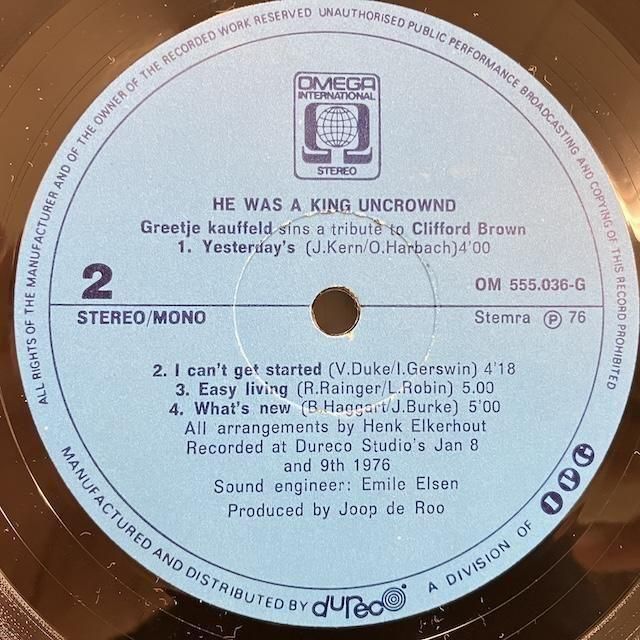 ALL RIGHTS OF THE MANUFACTURER AND OF THE OWNER OF THE RECORDED WORK RESERVED UNAUTHORISED PUBLIC PERFORMANCE BROADCASTING AND COPYING OF THIS RECORD PROHIBITED
OMEGA
INTERNATIONAL
STEREO
HE WAS A KING UNCROWND
Greetje kauffeld sins a tribute to Clifford Brown
1. Yesterday's (J.Kern/O.Harbach)4'00
2
OM 555.036-G
STEREO/MONO
Stemra Ⓟ 76
2. I can't get started (V.Duke/I.Gerswin) 4'18
3. Easy living (R.Rainger/L.Robin) 5.00
4. What's new (B.Haggart/J.Burke) 5'00
All arrangements by Henk Elkerhout
Recorded at Dureco Studio's Jan 8
and 9th 1976
Sound engineer: Emile Elsen
Produced by Joop de Roo
MANUFACTURED AND DISTRIBUTED BY dureco A DIVISION OF